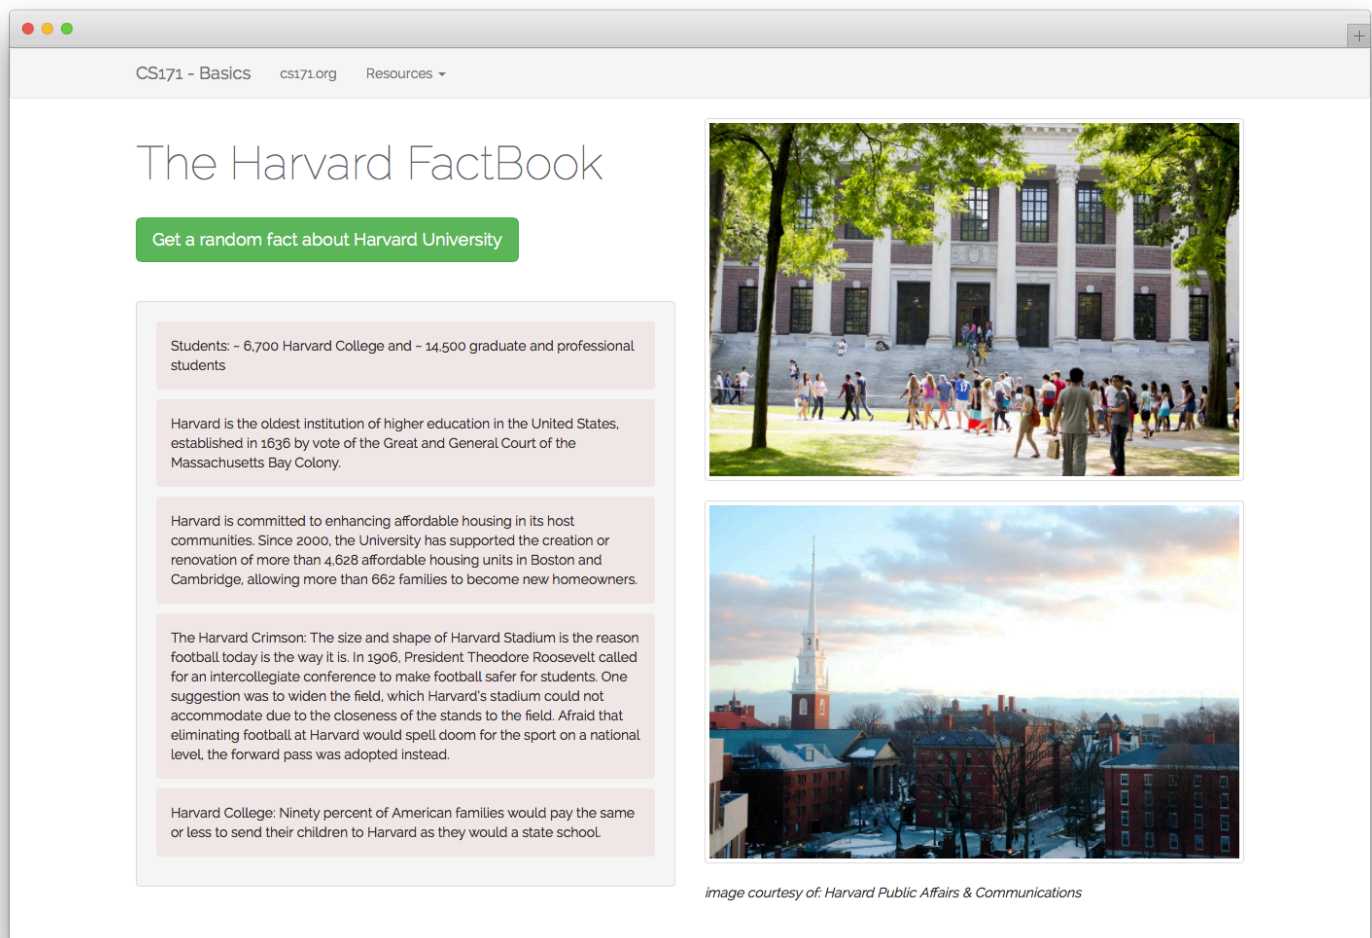 CS171 - Basics cs171.org Resources
The Harvard FactBook
Get a random fact about Harvard University
Students: ~ 6,700 Harvard College and ~ 14,500 graduate and professional
students
Harvard is the oldest institution of higher education in the United States,
established in 1636 by vote of the Great and General Court of the
Massachusetts Bay Colony.
Harvard is committed to enhancing affordable housing in its host
communities. Since 2000, the University has supported the creation or
renovation of more than 4,628 affordable housing units in Boston and
Cambridge, allowing more than 662 families to become new homeowners.
The Harvard Crimson: The size and shape of Harvard Stadium is the reason
football today is the way it is. In 1906, President Theodore Roosevelt called
for an intercollegiate conference to make football safer for students. One
suggestion was to widen the field, which Harvard's stadium could not
accommodate due to the closeness of the stands to the field. Afraid that
eliminating football at Harvard would spell doom for the sport on a national
level, the forward pass was adopted instead.
Harvard College: Ninety percent of American families would pay the same
or less to send their children to Harvard as they would a state school.
image courtesy of: Harvard Public Affairs & Communications